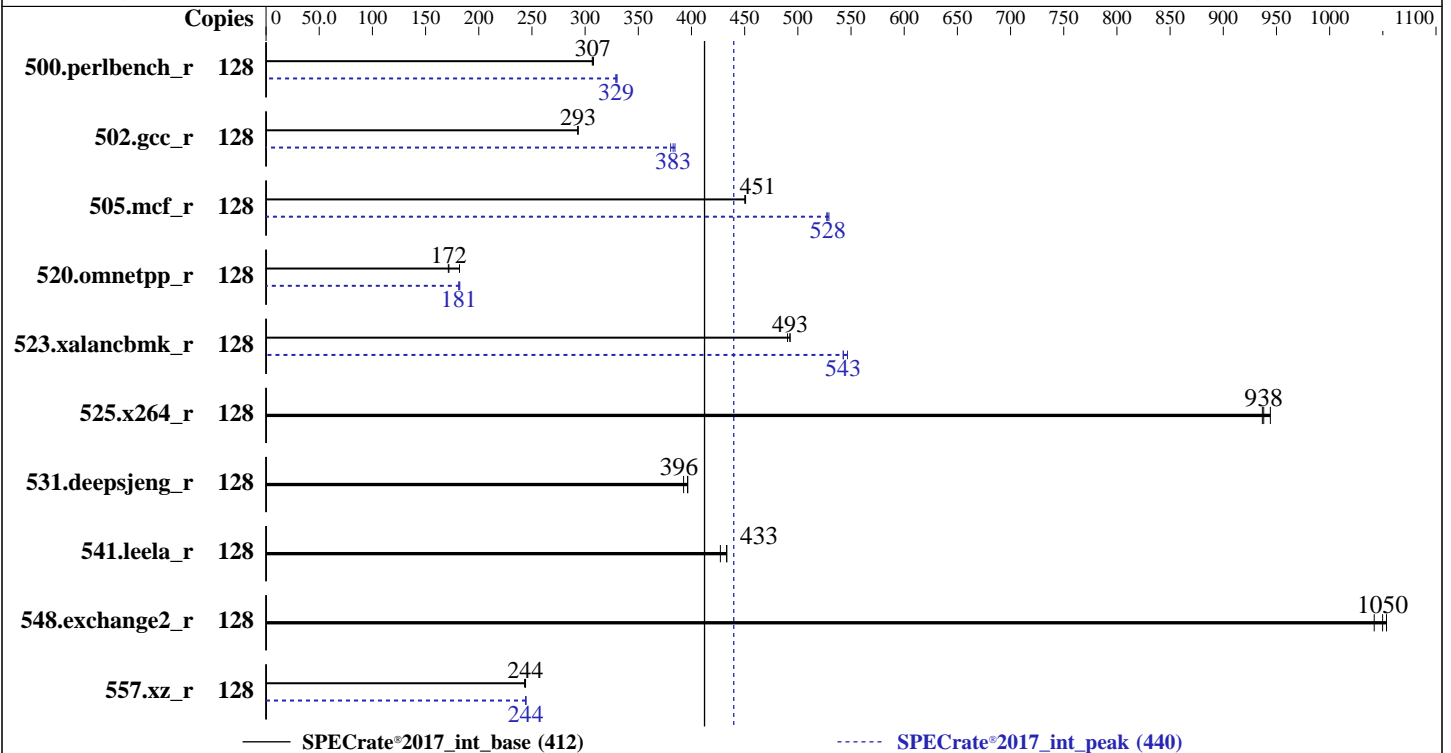 Copies 0 50.0 100 150 200 250 300 350 400 450 500 550 600 650 700 750 800 850 900 950 1000 1100
307
500.perlbench_r 128
329
293
502.gcc_r 128
383
451
505.mcf_r 128
528
172
520.omnetpp_r 128
181
493
523.xalancbmk_r 128
543
938
525.x264_r 128
396
531.deepsjeng_r 128
433
541.leela_r 128
1050
548.exchange2_r 128
244
557.xz_r 128
244
SPECrate®2017_int_base (412) SPECrate®2017_int_peak (440)